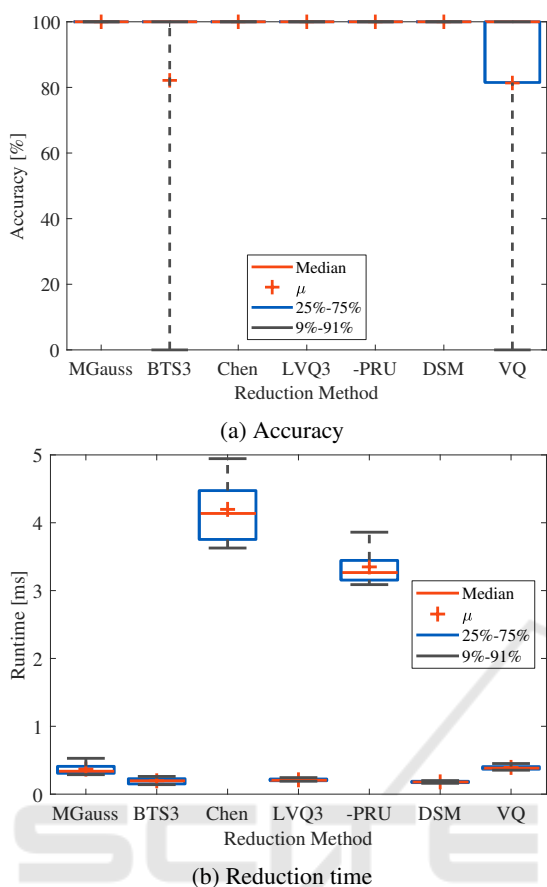 100
80
60
40
20
0
Accuracy [%]
Median
μ
25%-75%
9%-91%
MGauss BTS3 Chen LVQ3 -PRU DSM VQ
Reduction Method
(a) Accuracy
5
4
3
2
1
0
Runtime [ms]
Median
μ
25%-75%
9%-91%
MGauss BTS3 Chen LVQ3 -PRU DSM VQ
Reduction Method
(b) Reduction time